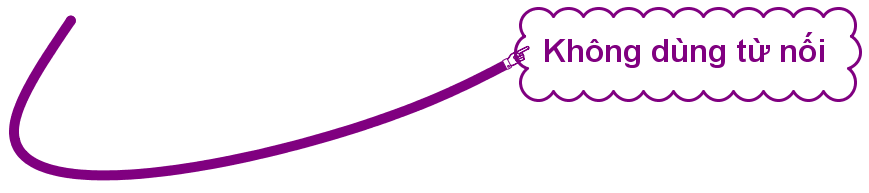 Không dùng từ nối